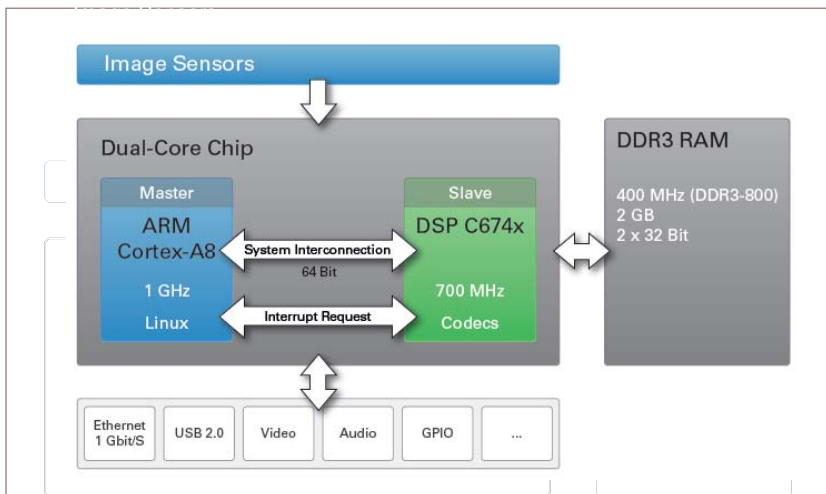 Image Sensors
Dual-Core Chip
Master
ARM
Cortex-A8
1 GHz
Linux
System Interconnection
64 Bit
Interrupt Request
Slave
DSP C674x
700 MHz
Codecs
DDR3 RAM
400 MHz (DDR3-800)
2 GB
2 x 32 Bit
Ethernet
1 Gbit/S
USB 2.0
Video
Audio
GPIO
...